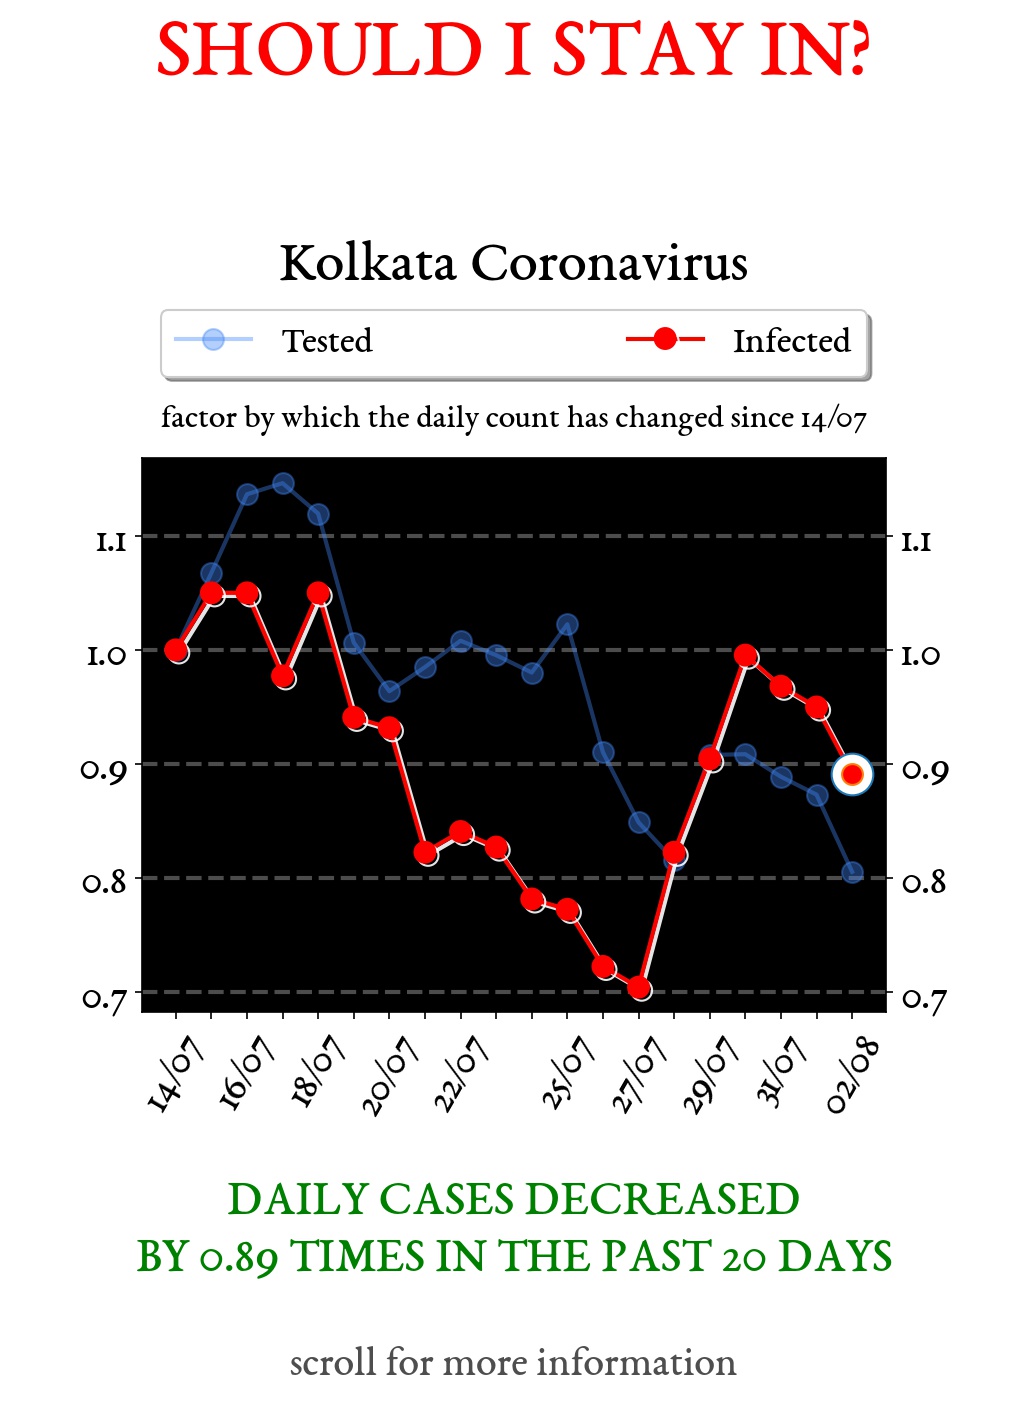 SHOULD I STAY IN?
Kolkata Coronavirus
Tested Infected
factor by which the daily count has changed since 14/07
1.1 1.1
1.0 1.0
0.9 0.9
0.8 0.8
0.7 0.7
14/07 16/07 18/07 20/07 22/07 25/07 27/07 29/07 31/07 02/08
DAILY CASES DECREASED
BY 0.89 TIMES IN THE PAST 20 DAYS
scroll for more information